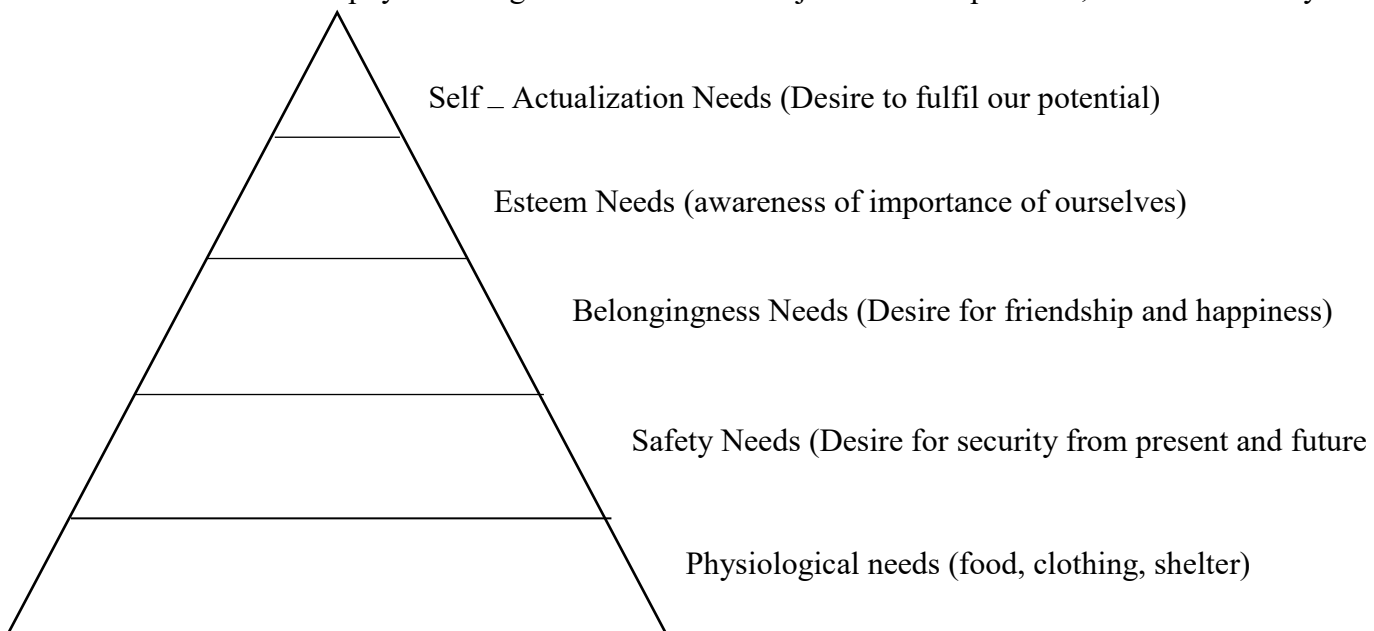 Self _ Actualization Needs (Desire to fulfil our potential)
Esteem Needs (awareness of importance of ourselves)
Belongingness Needs (Desire for friendship and happiness)
Safety Needs (Desire for security from present and future
Physiological needs (food, clothing, shelter)